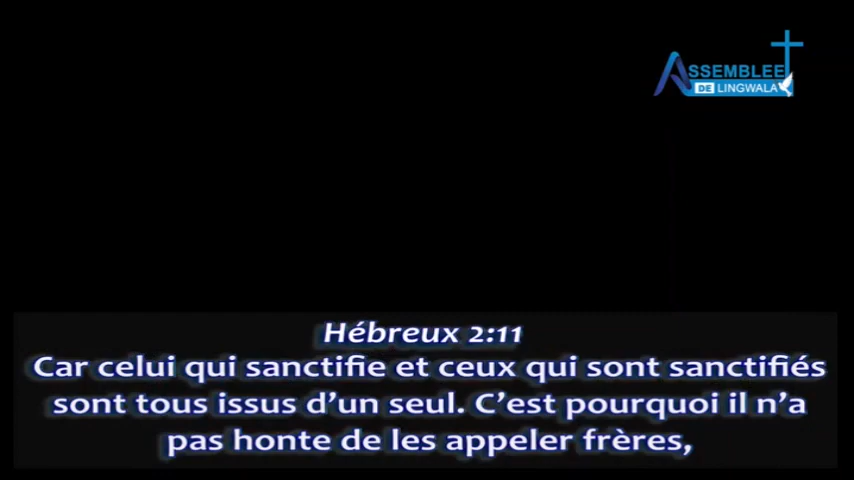 ASSEMBLEE
DE LINGWALA
Hébreux 2:11
Car celui qui sanctifie et ceux qui sont sanctifiés
sont tous issus d’un seul. C’est pourquoi il n’a
pas honte de les appeler frères,